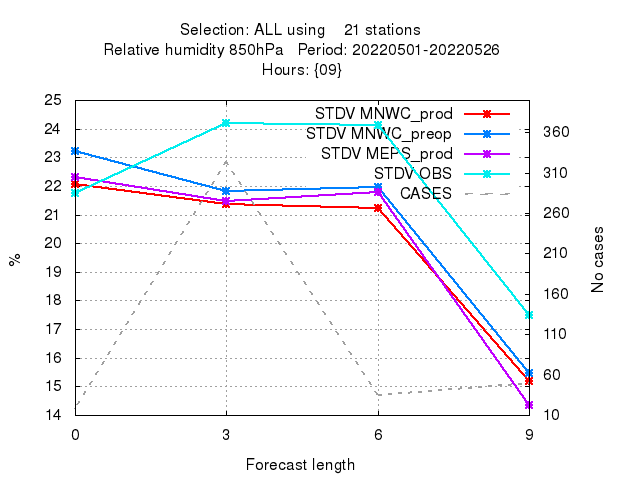 Selection: ALL using 21 stations
Relative humidity 850hPa Period: 20220501-20220526
Hours: {09}
STDV MNWC_prod
STDV MNWC_preop
STDV MEPS_prod
STDV OBS
CASES
25
24
23
22
21
20
19
18
17
16
15
14
%
360
310
260
210
160
110
60
10
No cases
0 3 6 9
Forecast length